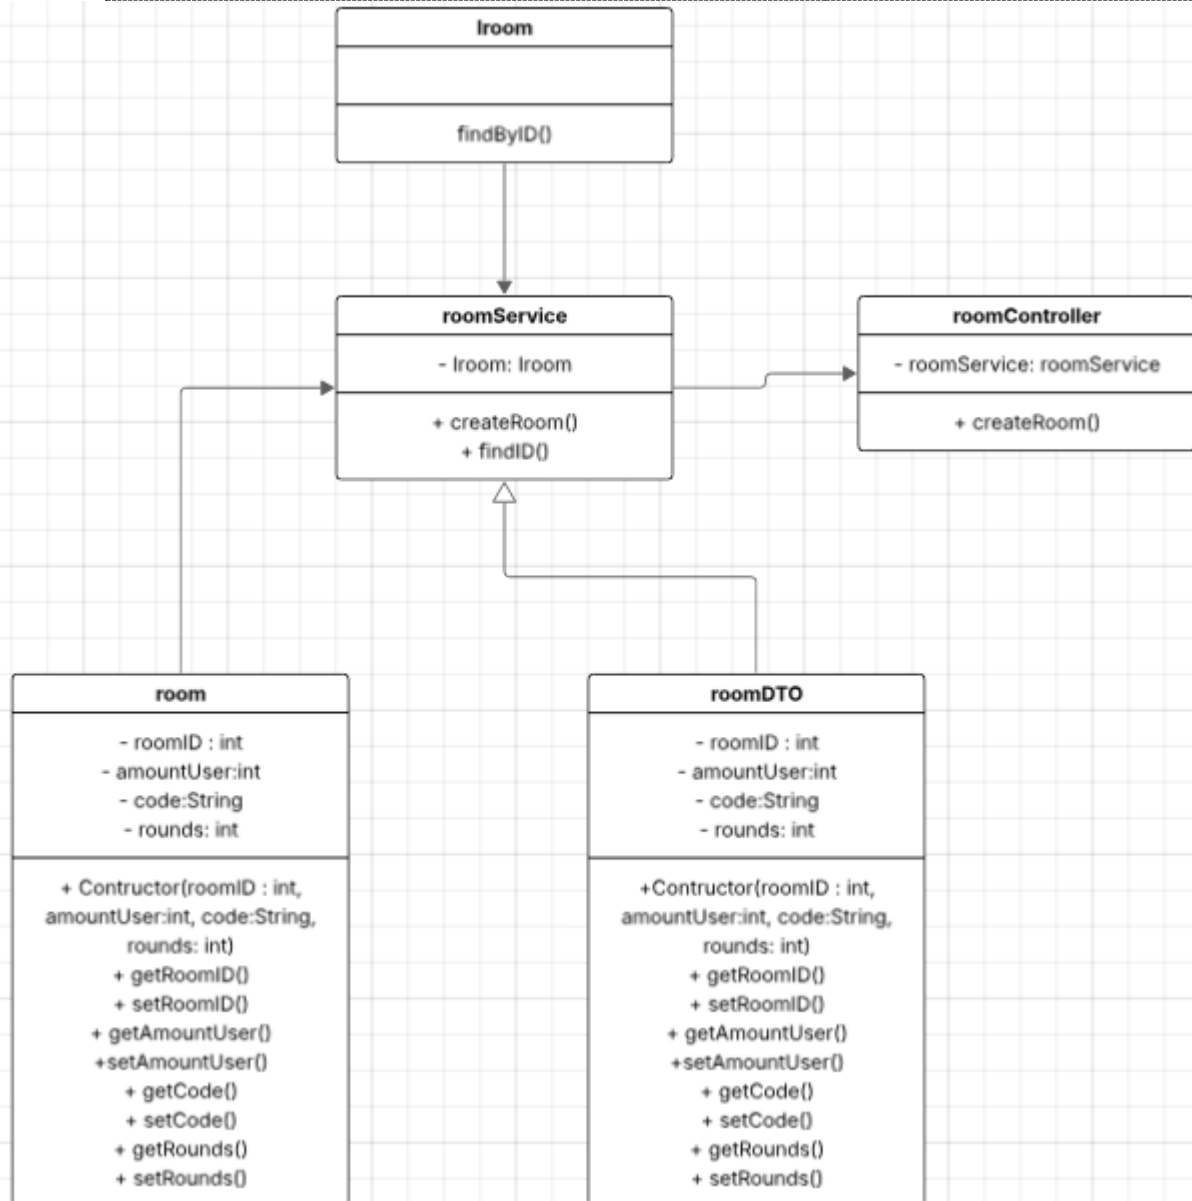 Iroom
findByID()
roomService
- Iroom: Iroom
+ createRoom()
+ findID()
roomController
- roomService: roomService
+ createRoom()
room
- roomID : int
- amountUser:int
- code:String
- rounds: int
+ Contructor(roomID : int,
amountUser:int, code:String,
rounds: int)
+ getRoomID()
+ setRoomID()
+ getAmountUser()
+setAmountUser()
+ getCode()
+ setCode()
+ getRounds()
+ setRounds()
roomDTO
- roomID : int
- amountUser:int
- code:String
- rounds: int
+Contructor(roomID : int,
amountUser:int, code:String,
rounds: int)
+ getRoomID()
+ setRoomID()
+ getAmountUser()
+setAmountUser()
+ getCode()
+ setCode()
+ getRounds()
+ setRounds()